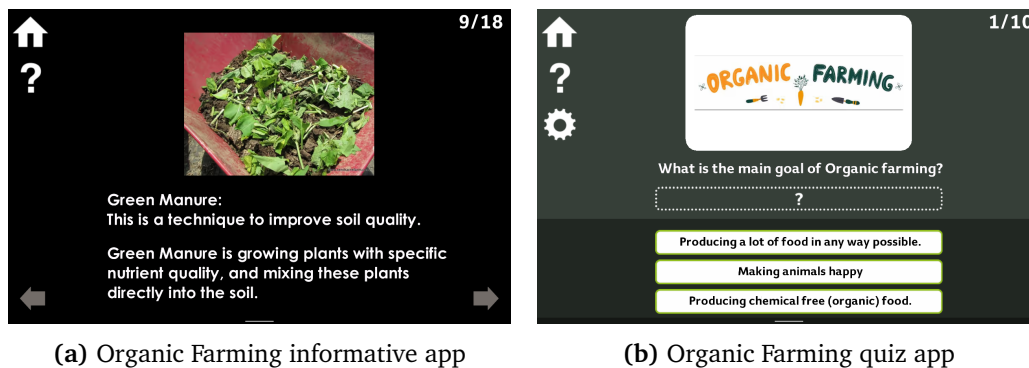 9/18
?
Green Manure:
This is a technique to improve soil quality.
Green Manure is growing plants with specific
nutrient quality, and mixing these plants
directly into the soil.
(a) Organic Farming informative app
1/10
?
ORGANIC FARMING
What is the main goal of Organic farming?
?
Producing a lot of food in any way possible.
Making animals happy
Producing chemical free (organic) food.
(b) Organic Farming quiz app